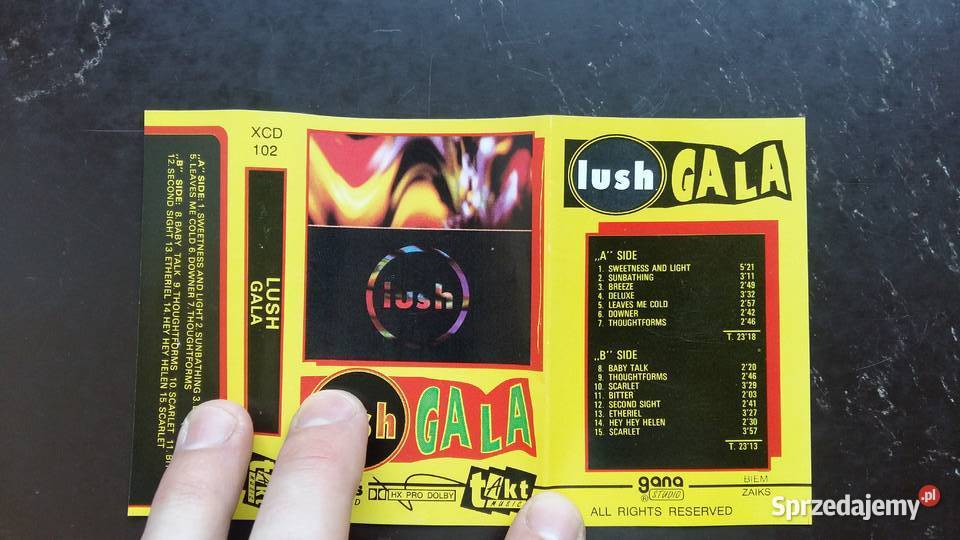 „A" SIDE: 1. SWEETNESS AND LIGHT 2. SUNBATHING 3.
5. LEAVES ME COLD 6. DOWNER 7. THOUGHTFORMS
„B" SIDE: 8. BABY TALK 9. THOUGHTFORMS 10. SCARLET 11.
12. SECOND SIGHT 13. ETHERIEL 14. HEY HEY HELEN 15. SCARLET
XCD
102
LUSH
GALA
lush
GALA
HX PRO DOLBY
tAkt
MUSIC
lush GALA
„A" SIDE
1. SWEETNESS AND LIGHT 5'21
2. SUNBATHING 3'11
3. BREEZE 2'49
4. DELUXE 3'32
5. LEAVES ME COLD 2'57
6. DOWNER 2'42
7. THOUGHTFORMS 2'46
T. 23'18
„B" SIDE
8. BABY TALK 2'20
9. THOUGHTFORMS 2'46
10. SCARLET 3'29
11. BITTER 2'03
12. SECOND SIGHT 2'41
13. ETHERIEL 3'27
14. HEY HEY HELEN 2'30
15. SCARLET 3'57
T. 23'13
gana
® STUDIO
BIEM
ZAIKS
ALL RIGHTS RESERVED
Sprzedajemy.pl